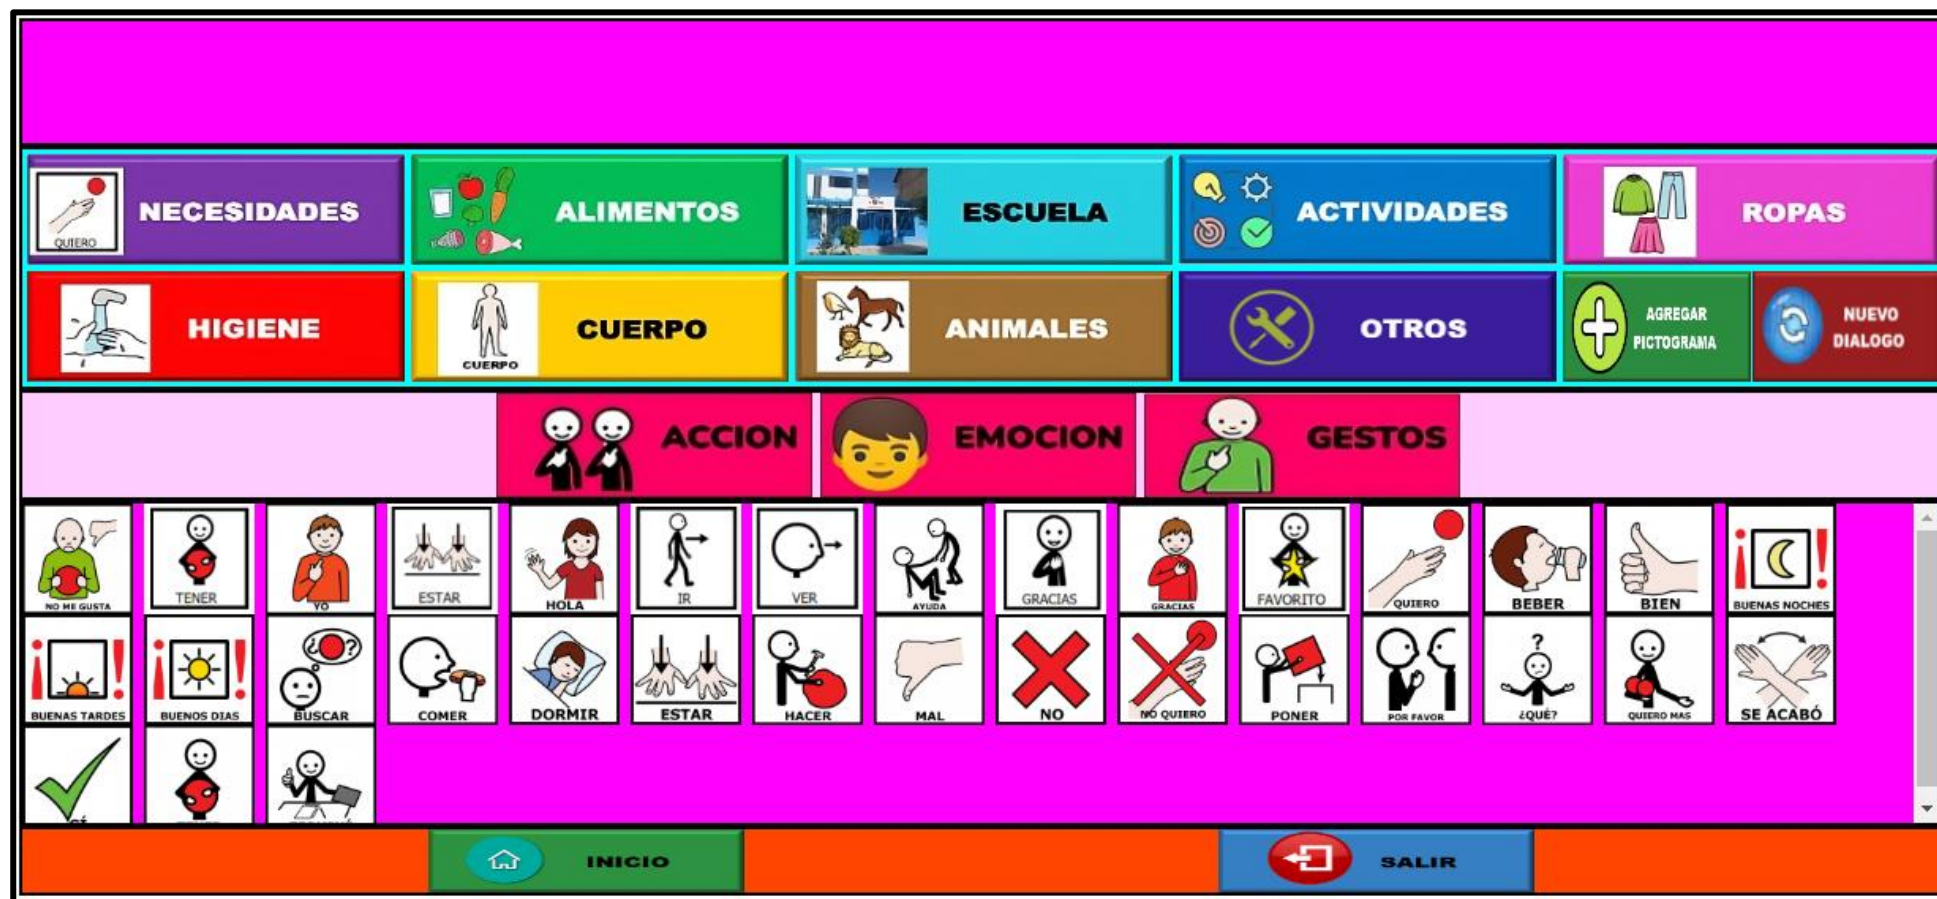 QUIERO
NECESIDADES
ALIMENTOS
ESCUELA
ACTIVIDADES
ROPAS
HIGIENE
CUERPO
CUERPO
ANIMALES
OTROS
AGREGAR
PICTOGRAMA
NUEVO
DIALOGO
ACCION
EMOCION
GESTOS
NO ME GUSTA
TENER
YO
ESTAR
HOLA
IR
VER
AYUDA
GRACIAS
GRACIAS
FAVORITO
QUIERO
BEBER
BIEN
BUENAS NOCHES
BUENAS TARDES
BUENOS DIAS
BUSCAR
COMER
DORMIR
ESTAR
HACER
MAL
NO
NO QUIERO
PONER
POR FAVOR
¿QUÉ?
QUIERO MAS
SE ACABÓ
INICIO
SALIR